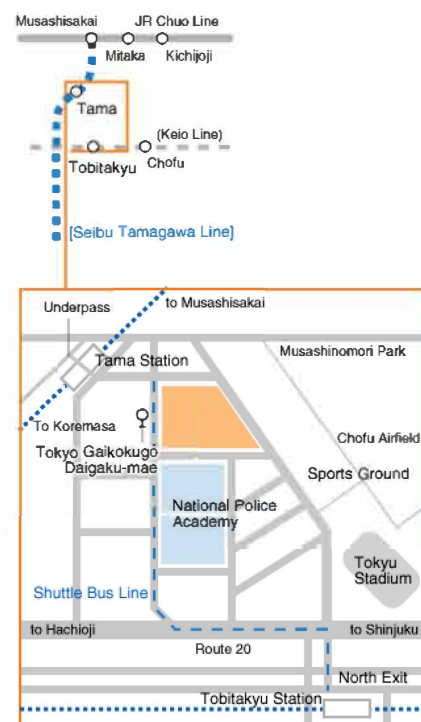 Musashisakai
JR Chuo Line
Mitaka
Kichijoji
Tama
(Keio Line)
Tobitakyu
Chofu
[Seibu Tamagawa Line]
Underpass
to Musashisakai
Tama Station
Musashinomori Park
To Koremasa
Chofu Airfield
Tokyo Gaikokugo
Daigaku-mae
Sports Ground
National Police
Academy
Tokyu
Stadium
Shuttle Bus Line
to Hachioji
to Shinjuku
Route 20
North Exit
Tobitakyu Station